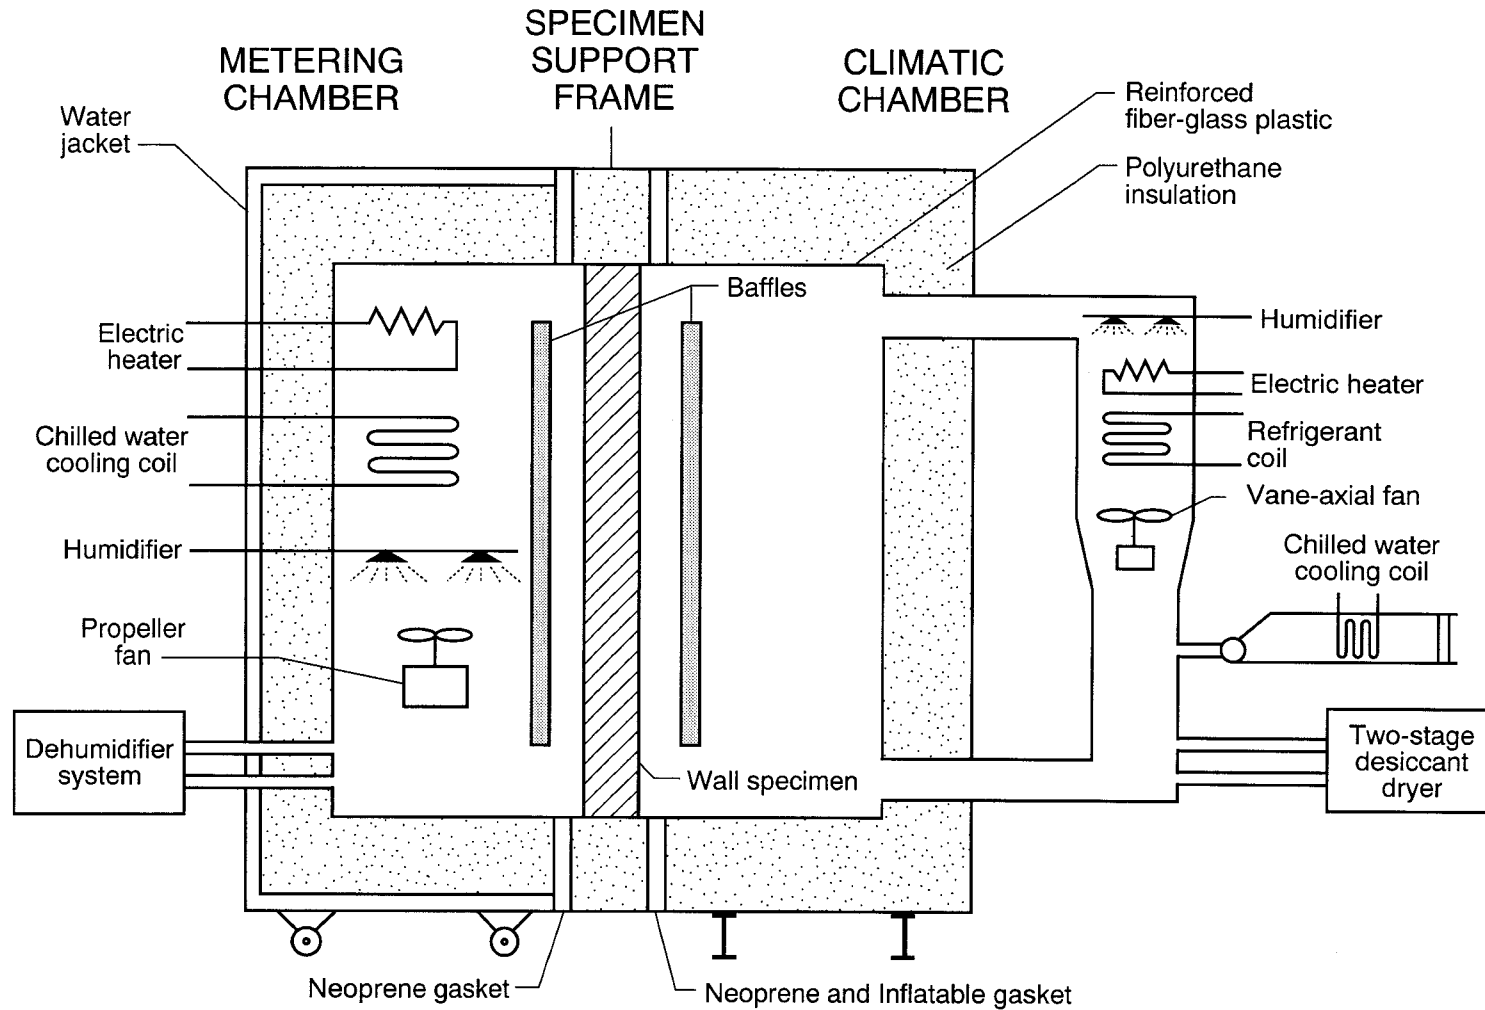 SPECIMEN
SUPPORT
FRAME
METERING
CHAMBER
CLIMATIC
CHAMBER
Water
jacket
Reinforced
fiber-glass plastic
Polyurethane
insulation
Baffles
Electric
heater
Humidifier
Electric heater
Chilled water
cooling coil
Refrigerant
coil
Vane-axial fan
Humidifier
Chilled water
cooling coil
Propeller
fan
Dehumidifier
system
Wall specimen
Two-stage
desiccant
dryer
Neoprene gasket
Neoprene and Inflatable gasket